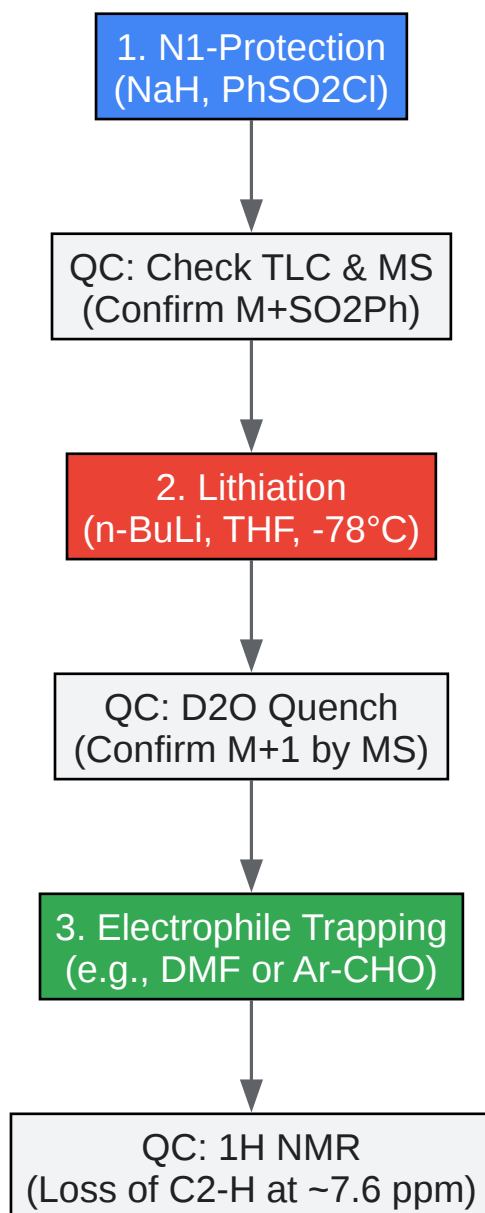 1. N1-Protection
(NaH, PhSO2Cl)
QC: Check TLC & MS
(Confirm M+SO2Ph)
2. Lithiation
(n-BuLi, THF, -78°C)
QC: D2O Quench
(Confirm M+1 by MS)
3. Electrophile Trapping
(e.g., DMF or Ar-CHO)
QC: 1H NMR
(Loss of C2-H at ~7.6 ppm)